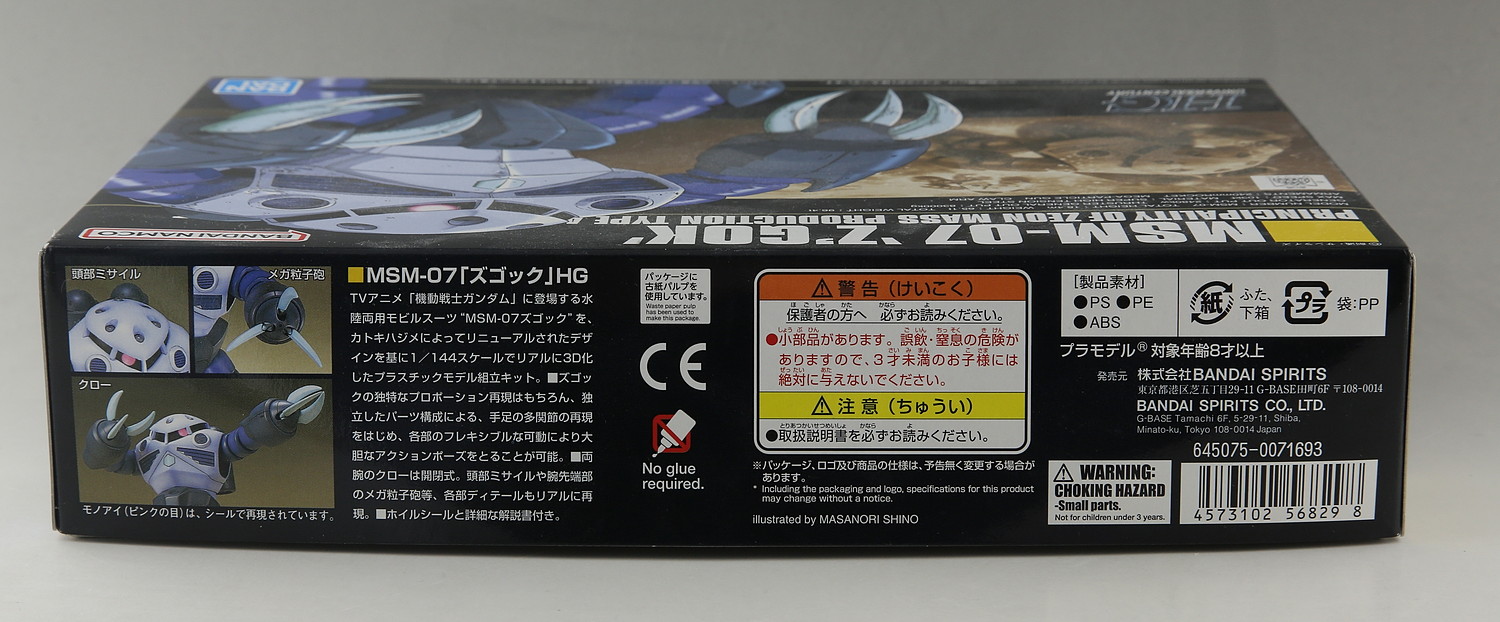 BANDAI NAMCO
HG
UNIVERSAL CENTURY
MSM-07 'Z'GOK'
PRINCIPALITY OF ZEON MASS PRODUCTION TYPE
頭部ミサイル
メガ粒子砲
クロー
モノアイ(ピンクの目)は、シールで再現されています。
■MSM-07「ズゴック」HG
TVアニメ「機動戦士ガンダム」に登場する水
陸両用モビルスーツ"MSM-07ズゴック"を、
カトキハジメによってリニューアルされたデザ
インを基に1/144スケールでリアルに3D化
したプラスチックモデル組立キット。■ズゴッ
クの独特なプロポーション再現はもちろん、独
立したパーツ構成による、手足の多関節の再現
をはじめ、各部のフレキシブルな可動により大
胆なアクションポーズをとることが可能。■両
腕のクローは開閉式。頭部ミサイルや腕先端部
のメガ粒子砲等、各部ディテールもリアルに再
現。■ホイルシールと詳細な解説書付き。
パッケージに
古紙パルプを
使用しています。
Waste paper pulp
has been used to
make this package.
CE
No glue
required.
警告(けいこく)
保護者の方へ 必ずお読みください。
●小部品があります。誤飲・窒息の危険が
ありますので、3才未満のお子様には
絶対に与えないでください。
注意(ちゅうい)
●取扱説明書を必ずお読みください。
※パッケージ、ロゴ及び商品の仕様は、予告無く変更する場合が
あります。
* Including the packaging and logo, specifications for this product
may change without a notice.
illustrated by MASANORI SHINO
[製品素材]
●PS ●PE
●ABS
紙 ふた、
下箱
プラ 袋:PP
プラモデル® 対象年齢8才以上
発売元 株式会社BANDAI SPIRITS
東京都港区芝五丁目29-11 G-BASE田町6F 〒108-0014
BANDAI SPIRITS CO., LTD.
G-BASE Tamachi 6F, 5-29-11, Shiba,
Minato-ku, Tokyo 108-0014 Japan
645075-0071693
WARNING:
CHOKING HAZARD
-Small parts.
Not for children under 3 years.
4573102 56829 8